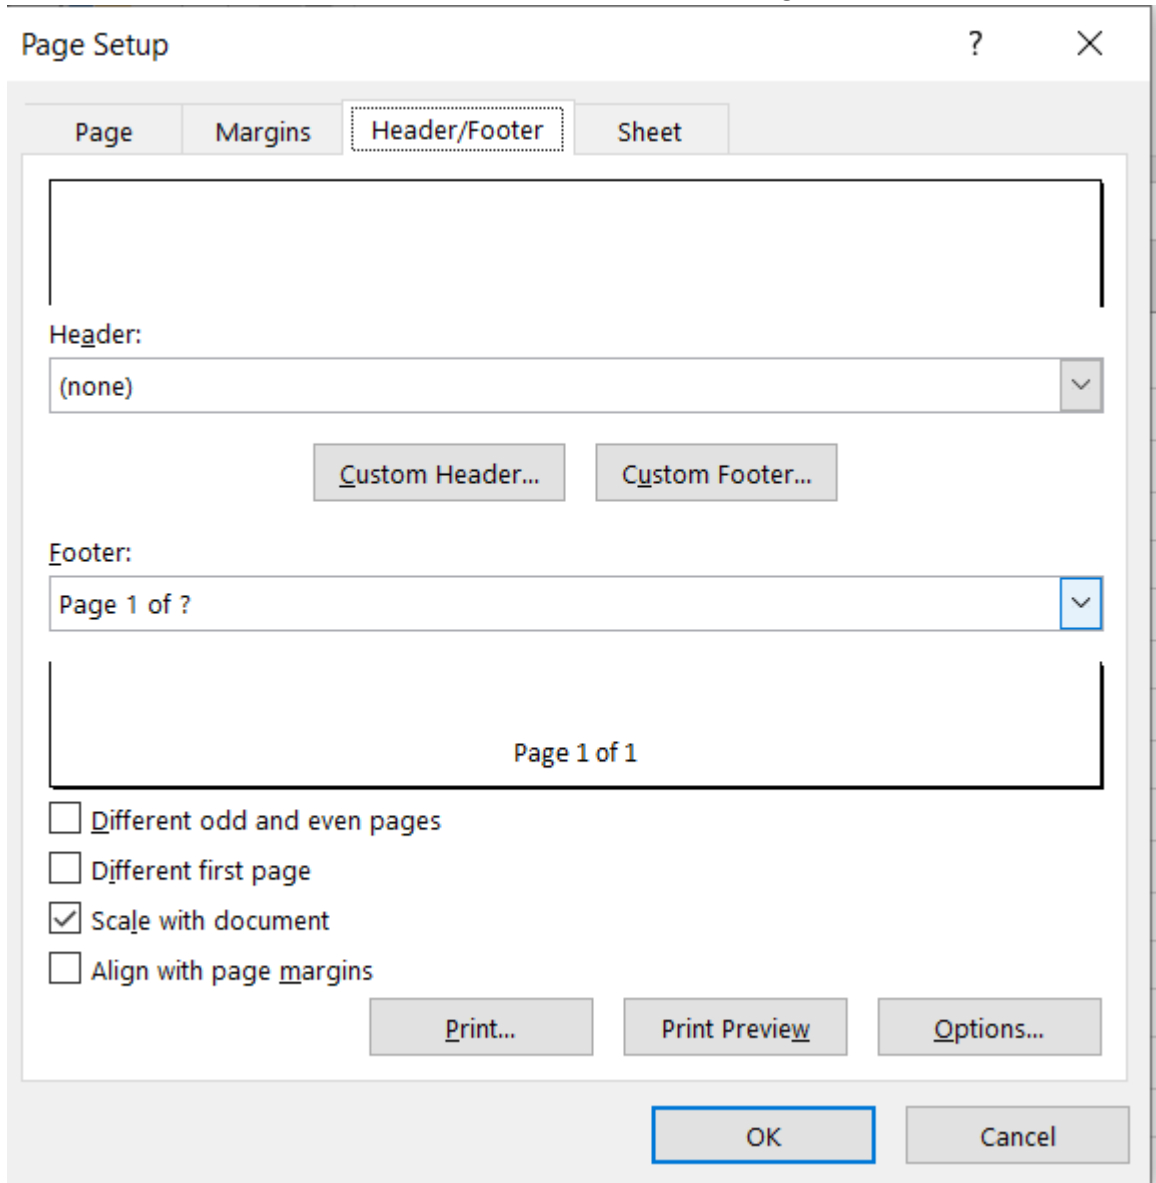 Page Setup ?
Page Margins Header/Footer Sheet
Header:
(none)
Custom Header... Custom Footer...
Footer:
Page 1 of ?
Page 1 of 1
Different odd and even pages
Different first page
Scale with document
Align with page margins
Print... Print Preview Options...
OK Cancel